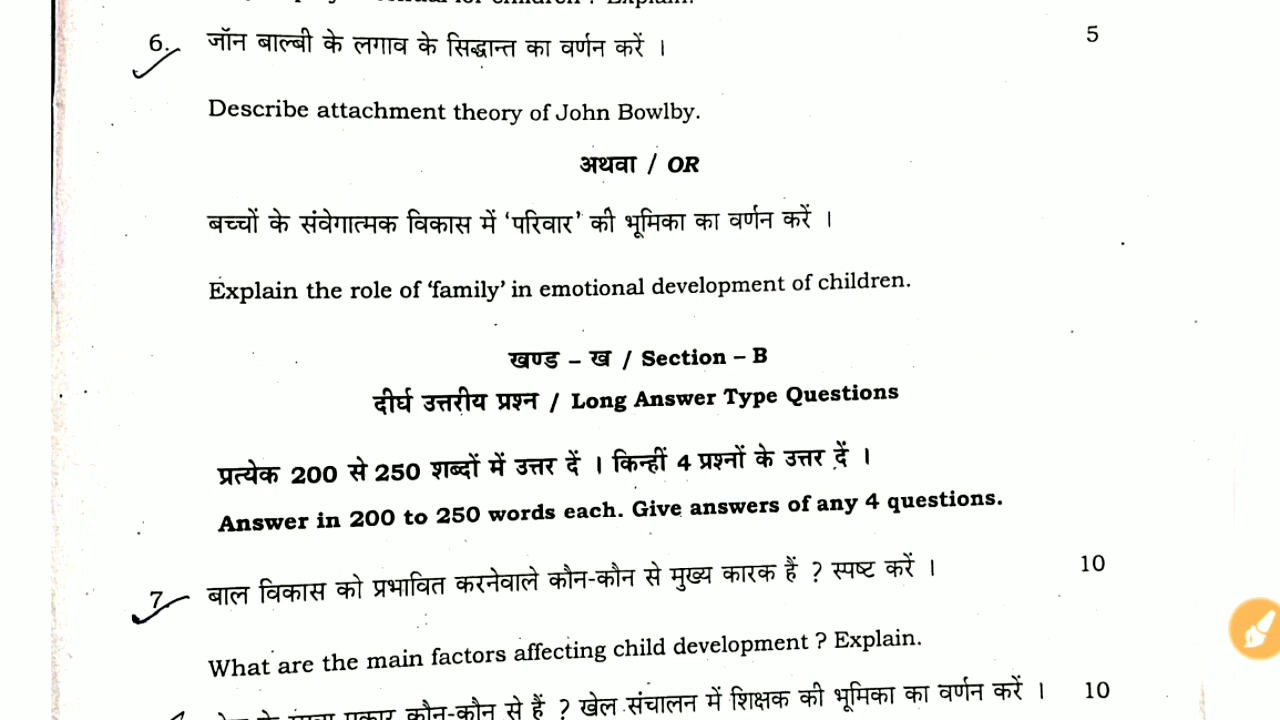 6. जॉन बाल्बी के लगाव के सिद्धान्त का वर्णन करें । 5
Describe attachment theory of John Bowlby.
अथवा / OR
बच्चों के संवेगात्मक विकास में ‘परिवार’ की भूमिका का वर्णन करें ।
Explain the role of ‘family’ in emotional development of children.
खण्ड – ख / Section – B
दीर्घ उत्तरीय प्रश्न / Long Answer Type Questions
प्रत्येक 200 से 250 शब्दों में उत्तर दें । किन्हीं 4 प्रश्नों के उत्तर दें ।
Answer in 200 to 250 words each. Give answers of any 4 questions.
7. बाल विकास को प्रभावित करनेवाले कौन-कौन से मुख्य कारक हैं ? स्पष्ट करें । 10
What are the main factors affecting child development ? Explain.
कौन-कौन से हैं ? खेल संचालन में शिक्षक की भूमिका का वर्णन करें । 10